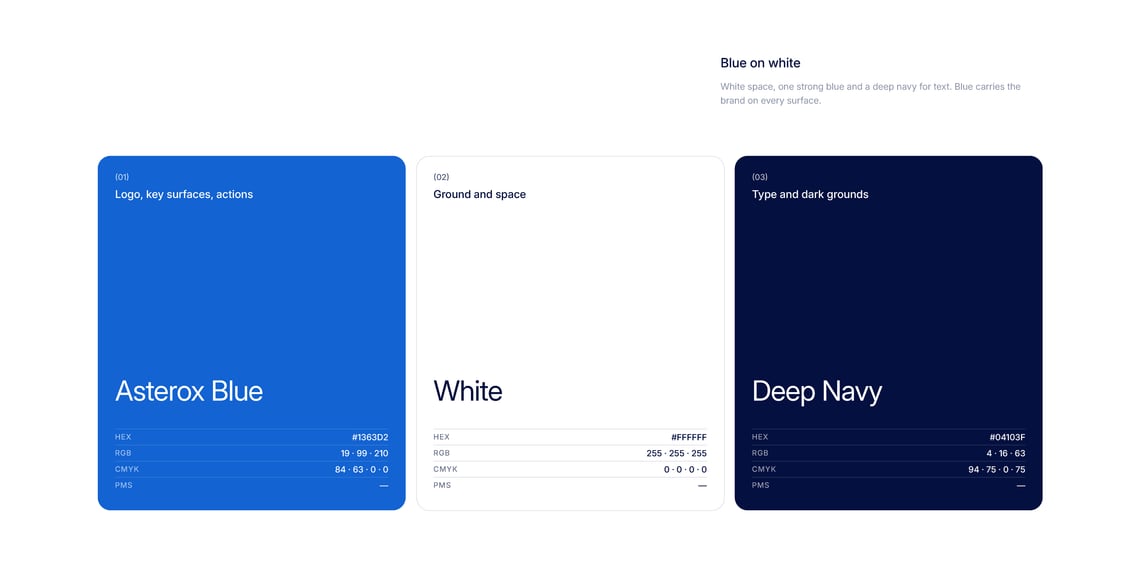 Blue on white
White space, one strong blue and a deep navy for text. Blue carries the
brand on every surface.
(01)
Logo, key surfaces, actions
Asterox Blue
HEX #1363D2
RGB 19 · 99 · 210
CMYK 84 · 63 · 0 · 0
PMS —
(02)
Ground and space
White
HEX #FFFFFF
RGB 255 · 255 · 255
CMYK 0 · 0 · 0 · 0
PMS —
(03)
Type and dark grounds
Deep Navy
HEX #04103F
RGB 4 · 16 · 63
CMYK 94 · 75 · 0 · 75
PMS —